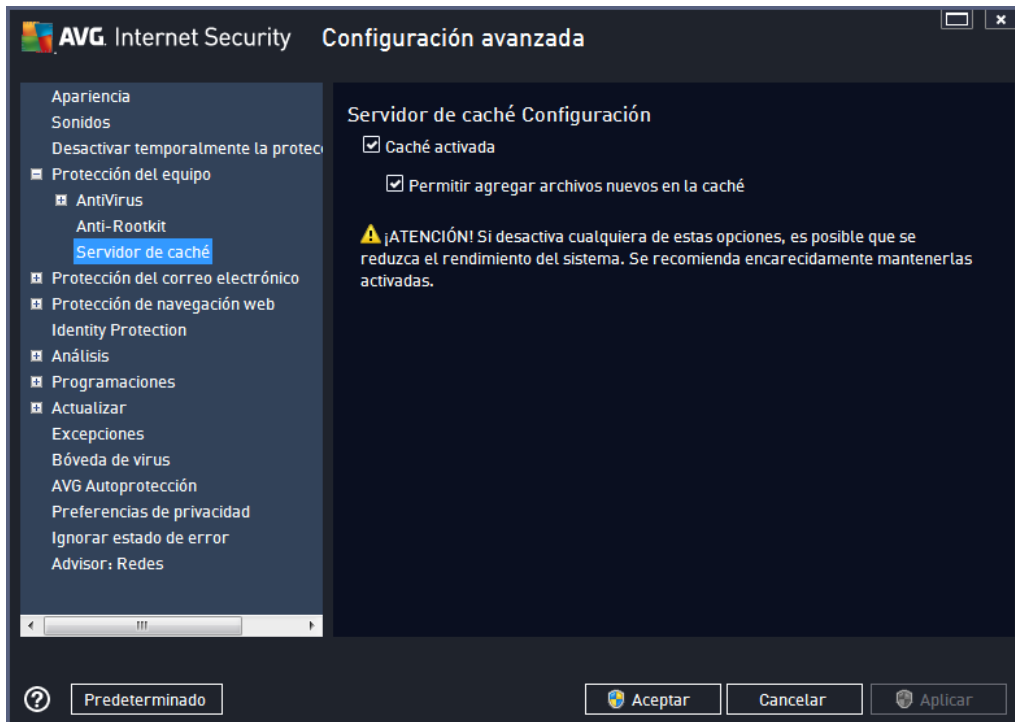 AVG. Internet Security Configuración avanzada
Apariencia
Sonidos
Desactivar temporalmente la protec
Protección del equipo
AntiVirus
Anti-Rootkit
Servidor de caché
Protección del correo electrónico
Protección de navegación web
Identity Protection
Análisis
Programaciones
Actualizar
Excepciones
Bóveda de virus
AVG Autoprotección
Preferencias de privacidad
Ignorar estado de error
Advisor: Redes
Servidor de caché Configuración
Caché activada
Permitir agregar archivos nuevos en la caché
¡ATENCIÓN! Si desactiva cualquiera de estas opciones, es posible que se
reduzca el rendimiento del sistema. Se recomienda encarecidamente mantenerlas
activadas.
Predeterminado
Aceptar
Cancelar
Aplicar